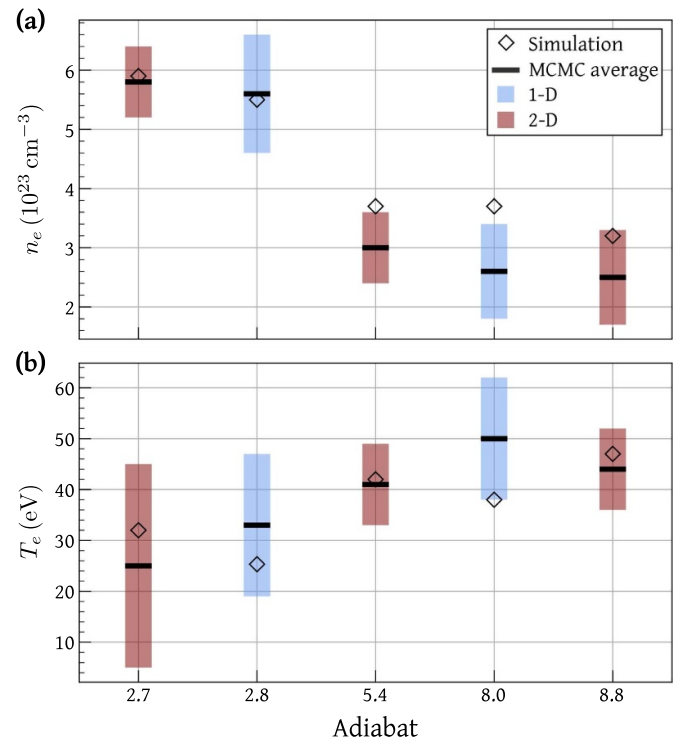 (a)
Simulation
MCMC average
1-D
2-D
6
5
4
3
2
n_e (10^23 cm^−3)
(b)
60
50
40
30
20
10
T_e (eV)
2.7 2.8 5.4 8.0 8.8
Adiabat